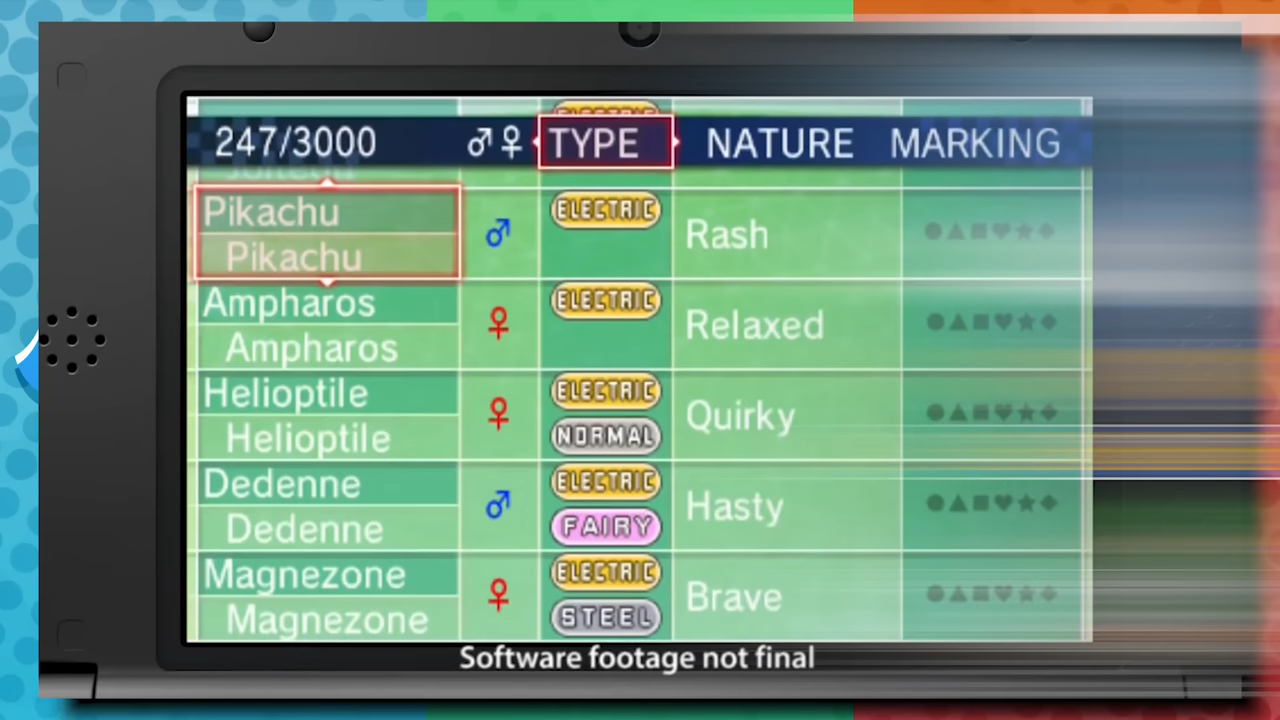 247/3000 ♂♀ TYPE NATURE MARKING
Pikachu
Pikachu
♂ ELECTRIC Rash
Ampharos
Ampharos
♀ ELECTRIC Relaxed
Helioptile
Helioptile
♀ ELECTRIC NORMAL Quirky
Dedenne
Dedenne
♂ ELECTRIC FAIRY Hasty
Magnezone
Magnezone
♀ ELECTRIC STEEL Brave
Software footage not final